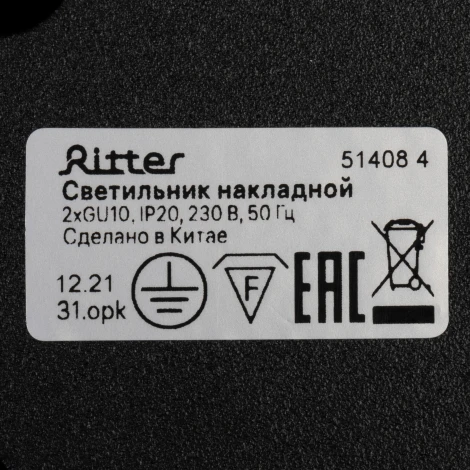 Ritter 51408 4
Светильник накладной
2xGU10, IP20, 230 В, 50 Гц
Сделано в Китае
12.21
31.opk
F
EAC